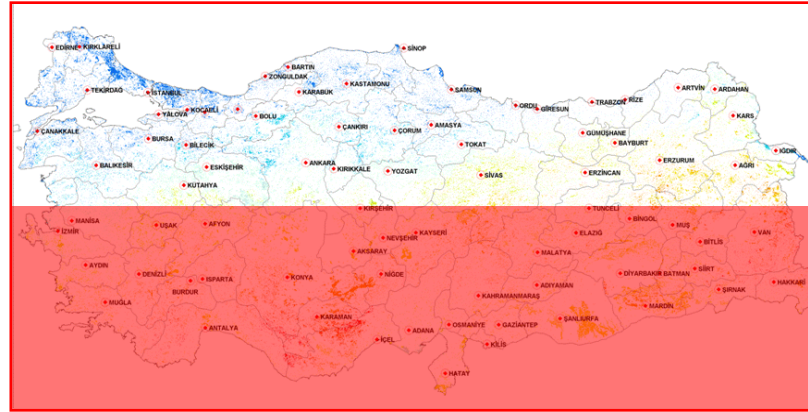 SİNOP
EDİRNE KIRKLARELİ
BARTIN
ZONGULDAK
KASTAMONU
TEKİRDAĞ İSTANBUL KARABÜK SAMSUN ARTVİN ARDAHAN
KOCAELİ ORDU TRABZON RİZE
YALOVA BOLU GİRESUN KARS
ÇANAKKALE ÇANKIRI ÇORUM AMASYA GÜMÜŞHANE
BURSA BİLECİK TOKAT BAYBURT IĞDIR
BALIKESİR ESKİŞEHİR ANKARA KIRIKKALE YOZGAT SİVAS ERZİNCAN ERZURUM AĞRI
KÜTAHYA
KIRŞEHİR TUNCELİ
MANİSA UŞAK AFYON BİNGÖL MUŞ
İZMİR NEVŞEHİR KAYSERİ ELAZIĞ VAN
AKSARAY MALATYA BİTLİS
AYDIN DENİZLİ ISPARTA KONYA NİĞDE DİYARBAKIR BATMAN SİİRT
BURDUR ADIYAMAN ŞIRNAK HAKKARİ
MUĞLA KAHRAMANMARAŞ MARDİN
ANTALYA KARAMAN ADANA OSMANİYE GAZİANTEP ŞANLIURFA
İÇEL KİLİS
HATAY